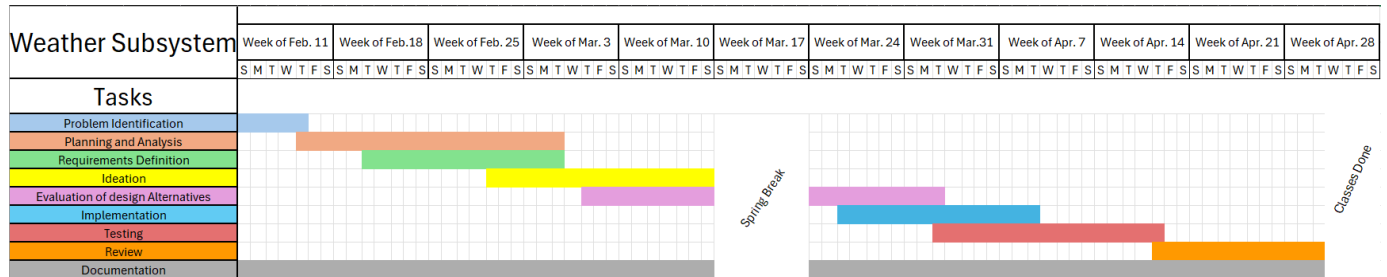 Weather Subsystem
Week of Feb. 11 Week of Feb.18 Week of Feb. 25 Week of Mar. 3 Week of Mar. 10 Week of Mar. 17 Week of Mar. 24 Week of Mar.31 Week of Apr. 7 Week of Apr. 14 Week of Apr. 21 Week of Apr. 28
S M T W T F S S M T W T F S S M T W T F S S M T W T F S S M T W T F S S M T W T F S S M T W T F S S M T W T F S S M T W T F S S M T W T F S S M T W T F S S M T W T F S
Tasks
Problem Identification
Planning and Analysis
Requirements Definition
Ideation
Evaluation of design Alternatives
Implementation
Testing
Review
Documentation
Spring Break
Classes Done